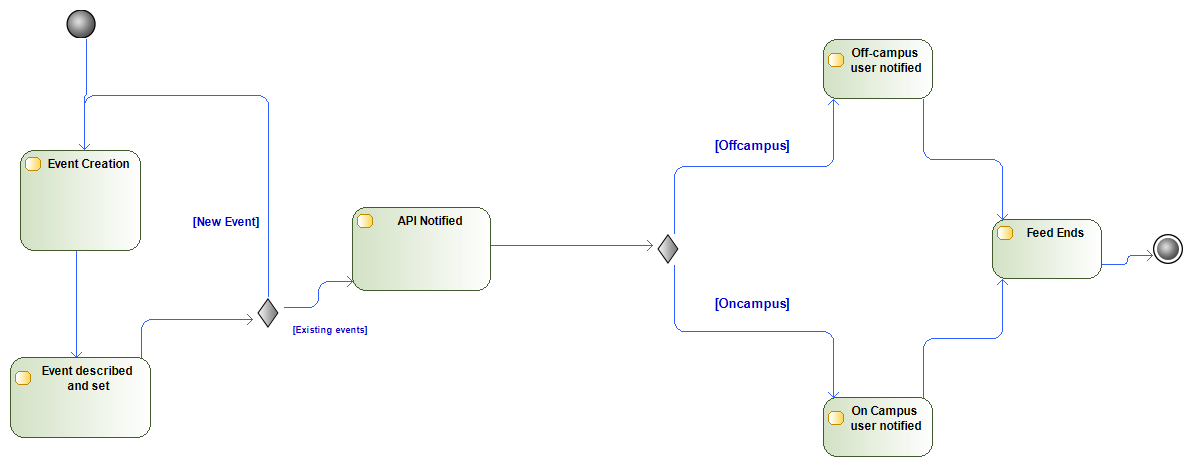 Event Creation
Event described
and set
[New Event]
[Existing events]
API Notified
[Offcampus]
[Oncampus]
Off-campus
user notified
On Campus
user notified
Feed Ends